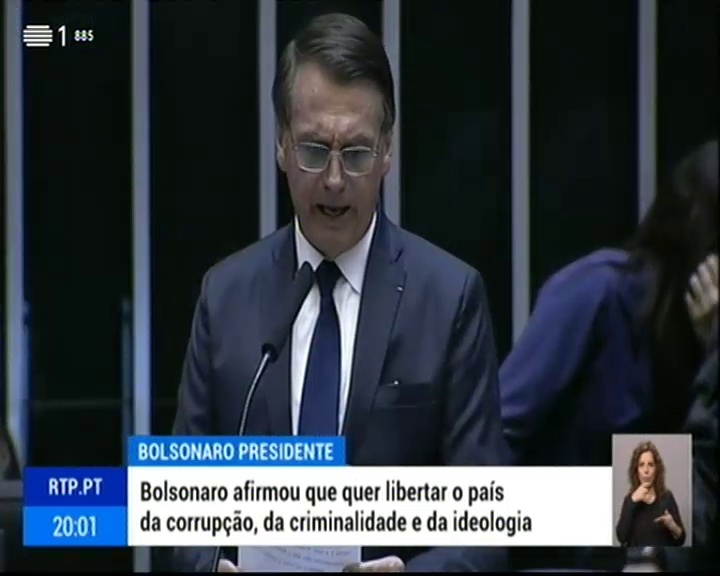 1 885
BOLSONARO PRESIDENTE
RTP.PT
Bolsonaro afirmou que quer libertar o país
20:01
da corrupção, da criminalidade e da ideologia